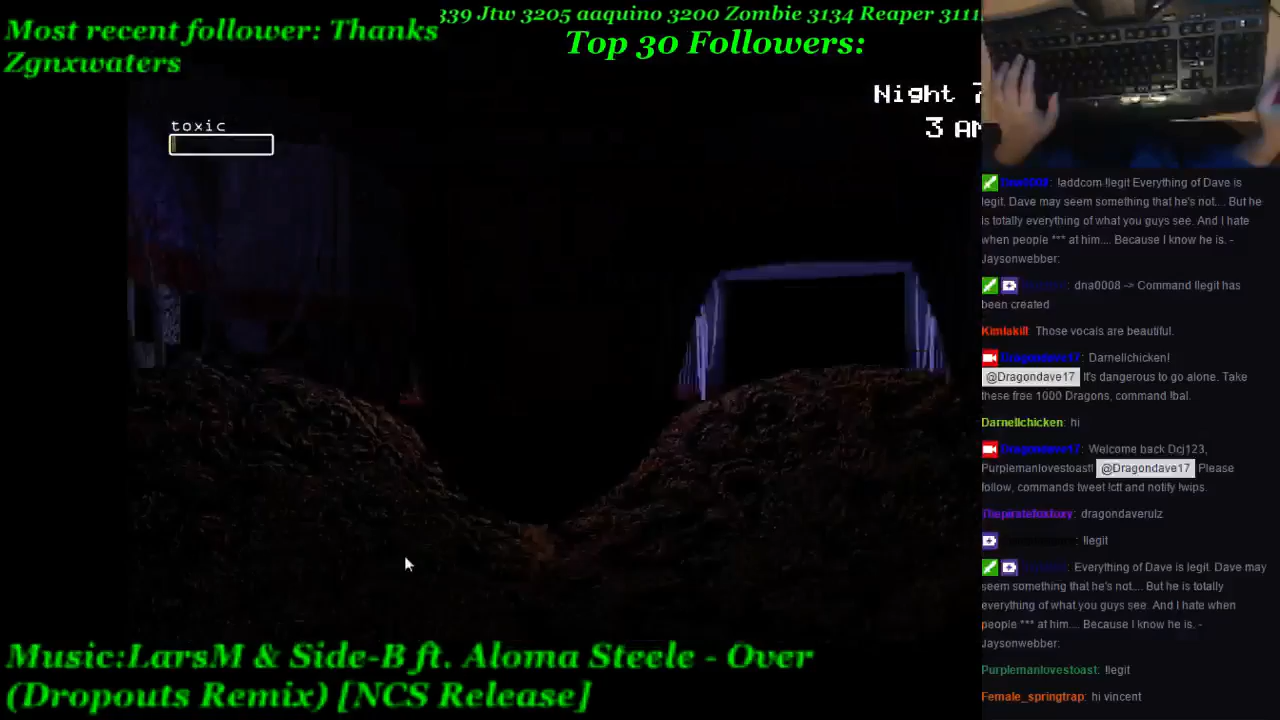 339 Jtw 3205 aaquino 3200 Zombie 3134 Reaper 3111
Most recent follower: Thanks
Zgnxwaters
Top 30 Followers:
Night 7
3 AM
toxic
Dna0008: !addcom !legit Everything of Dave is
legit. Dave may seem something that he's not.... But he
is totally everything of what you guys see. And I hate
when people *** at him.... Because I know he is. -
Jaysonwebber:
dna0008 -> Command !legit has
been created
Kimlakill: Those vocals are beautiful.
Dragondave17: Darnellchicken!
@Dragondave17 It's dangerous to go alone. Take
these free 1000 Dragons, command !bal.
Darnellchicken: hi
Dragondave17: Welcome back Dcj123,
Purplemanlovestoast! @Dragondave17 Please
follow, commands tweet !ctt and notify !wips.
Thepiratefoxfoxy: dragondaverulz
: !legit
: Everything of Dave is legit. Dave may
seem something that he's not.... But he is totally
everything of what you guys see. And I hate when
people *** at him.... Because I know he is. -
Jaysonwebber:
Purplemanlovestoast: !legit
Female_springtrap: hi vincent
Music:LarsM & Side-B ft. Aloma Steele - Over
(Dropouts Remix) [NCS Release]